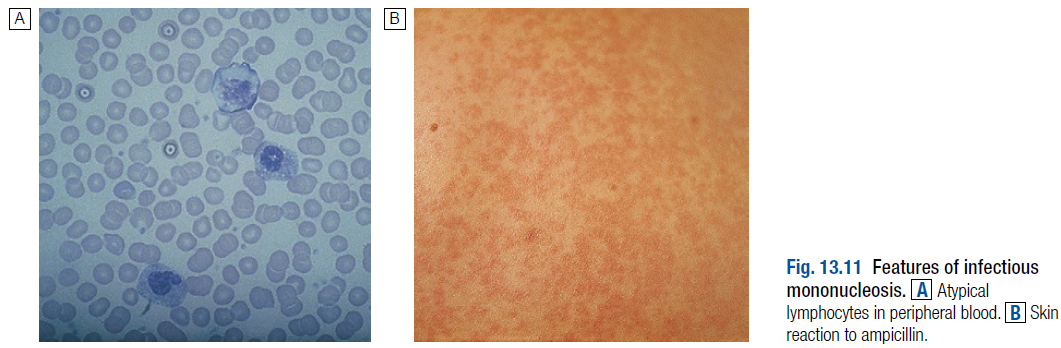 A
B
Fig. 13.11 Features of infectious
mononucleosis. A Atypical
lymphocytes in peripheral blood. B Skin
reaction to ampicillin.